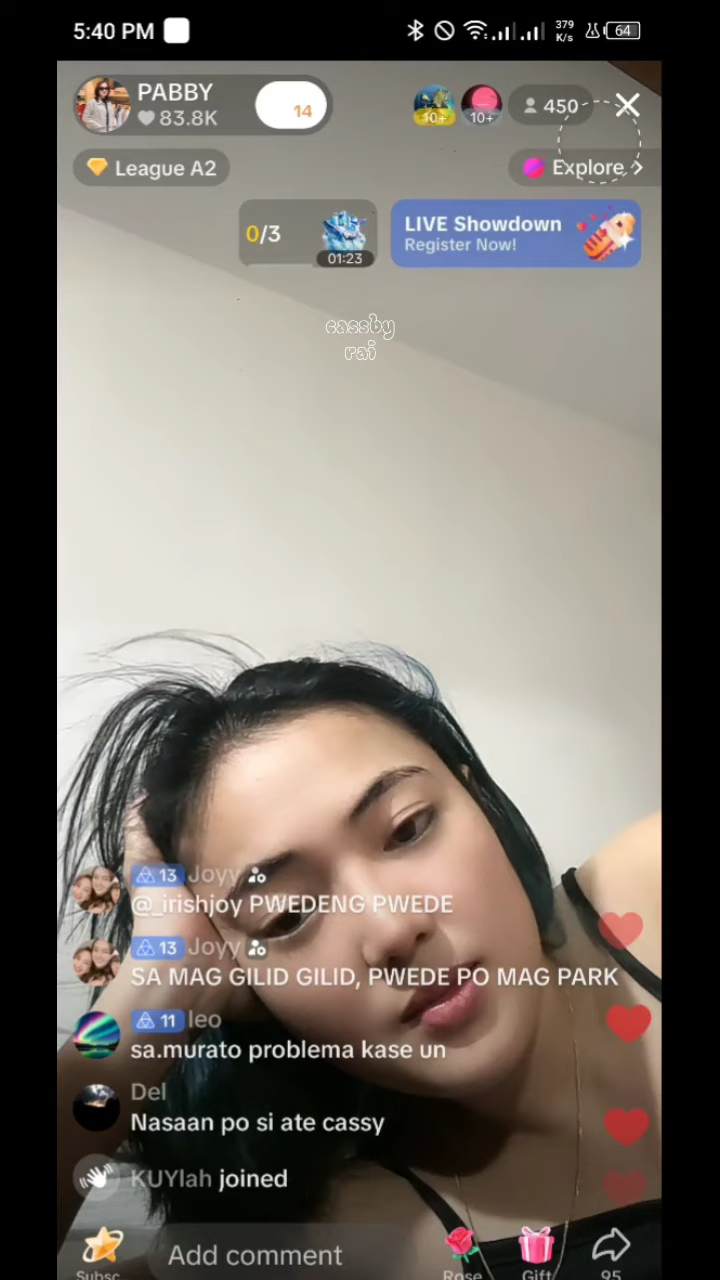 5:40 PM
379
K/s
64
PABBY
83.8K
14
10+
10+
450
League A2
Explore
0/3
01:23
LIVE Showdown
Register Now!
cassby
rai
13 Joyy
@_irishjoy PWEDENG PWEDE
13 Joyy
SA MAG GILID GILID, PWEDE PO MAG PARK
11 leo
sa.murato problema kase un
Del
Nasaan po si ate cassy
KUYlah joined
Add comment
Subsc
Rose
Gift
95